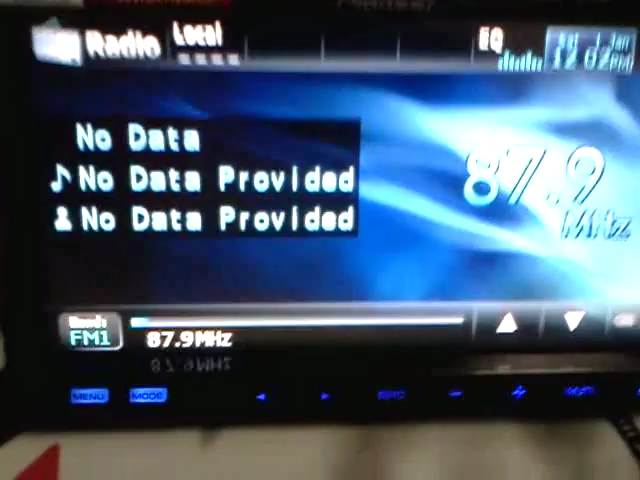 Radio
Local
EQ
No Data
No Data Provided
No Data Provided
87.9
MHz
Band:
FM1
87.9MHz
MENU
MODE